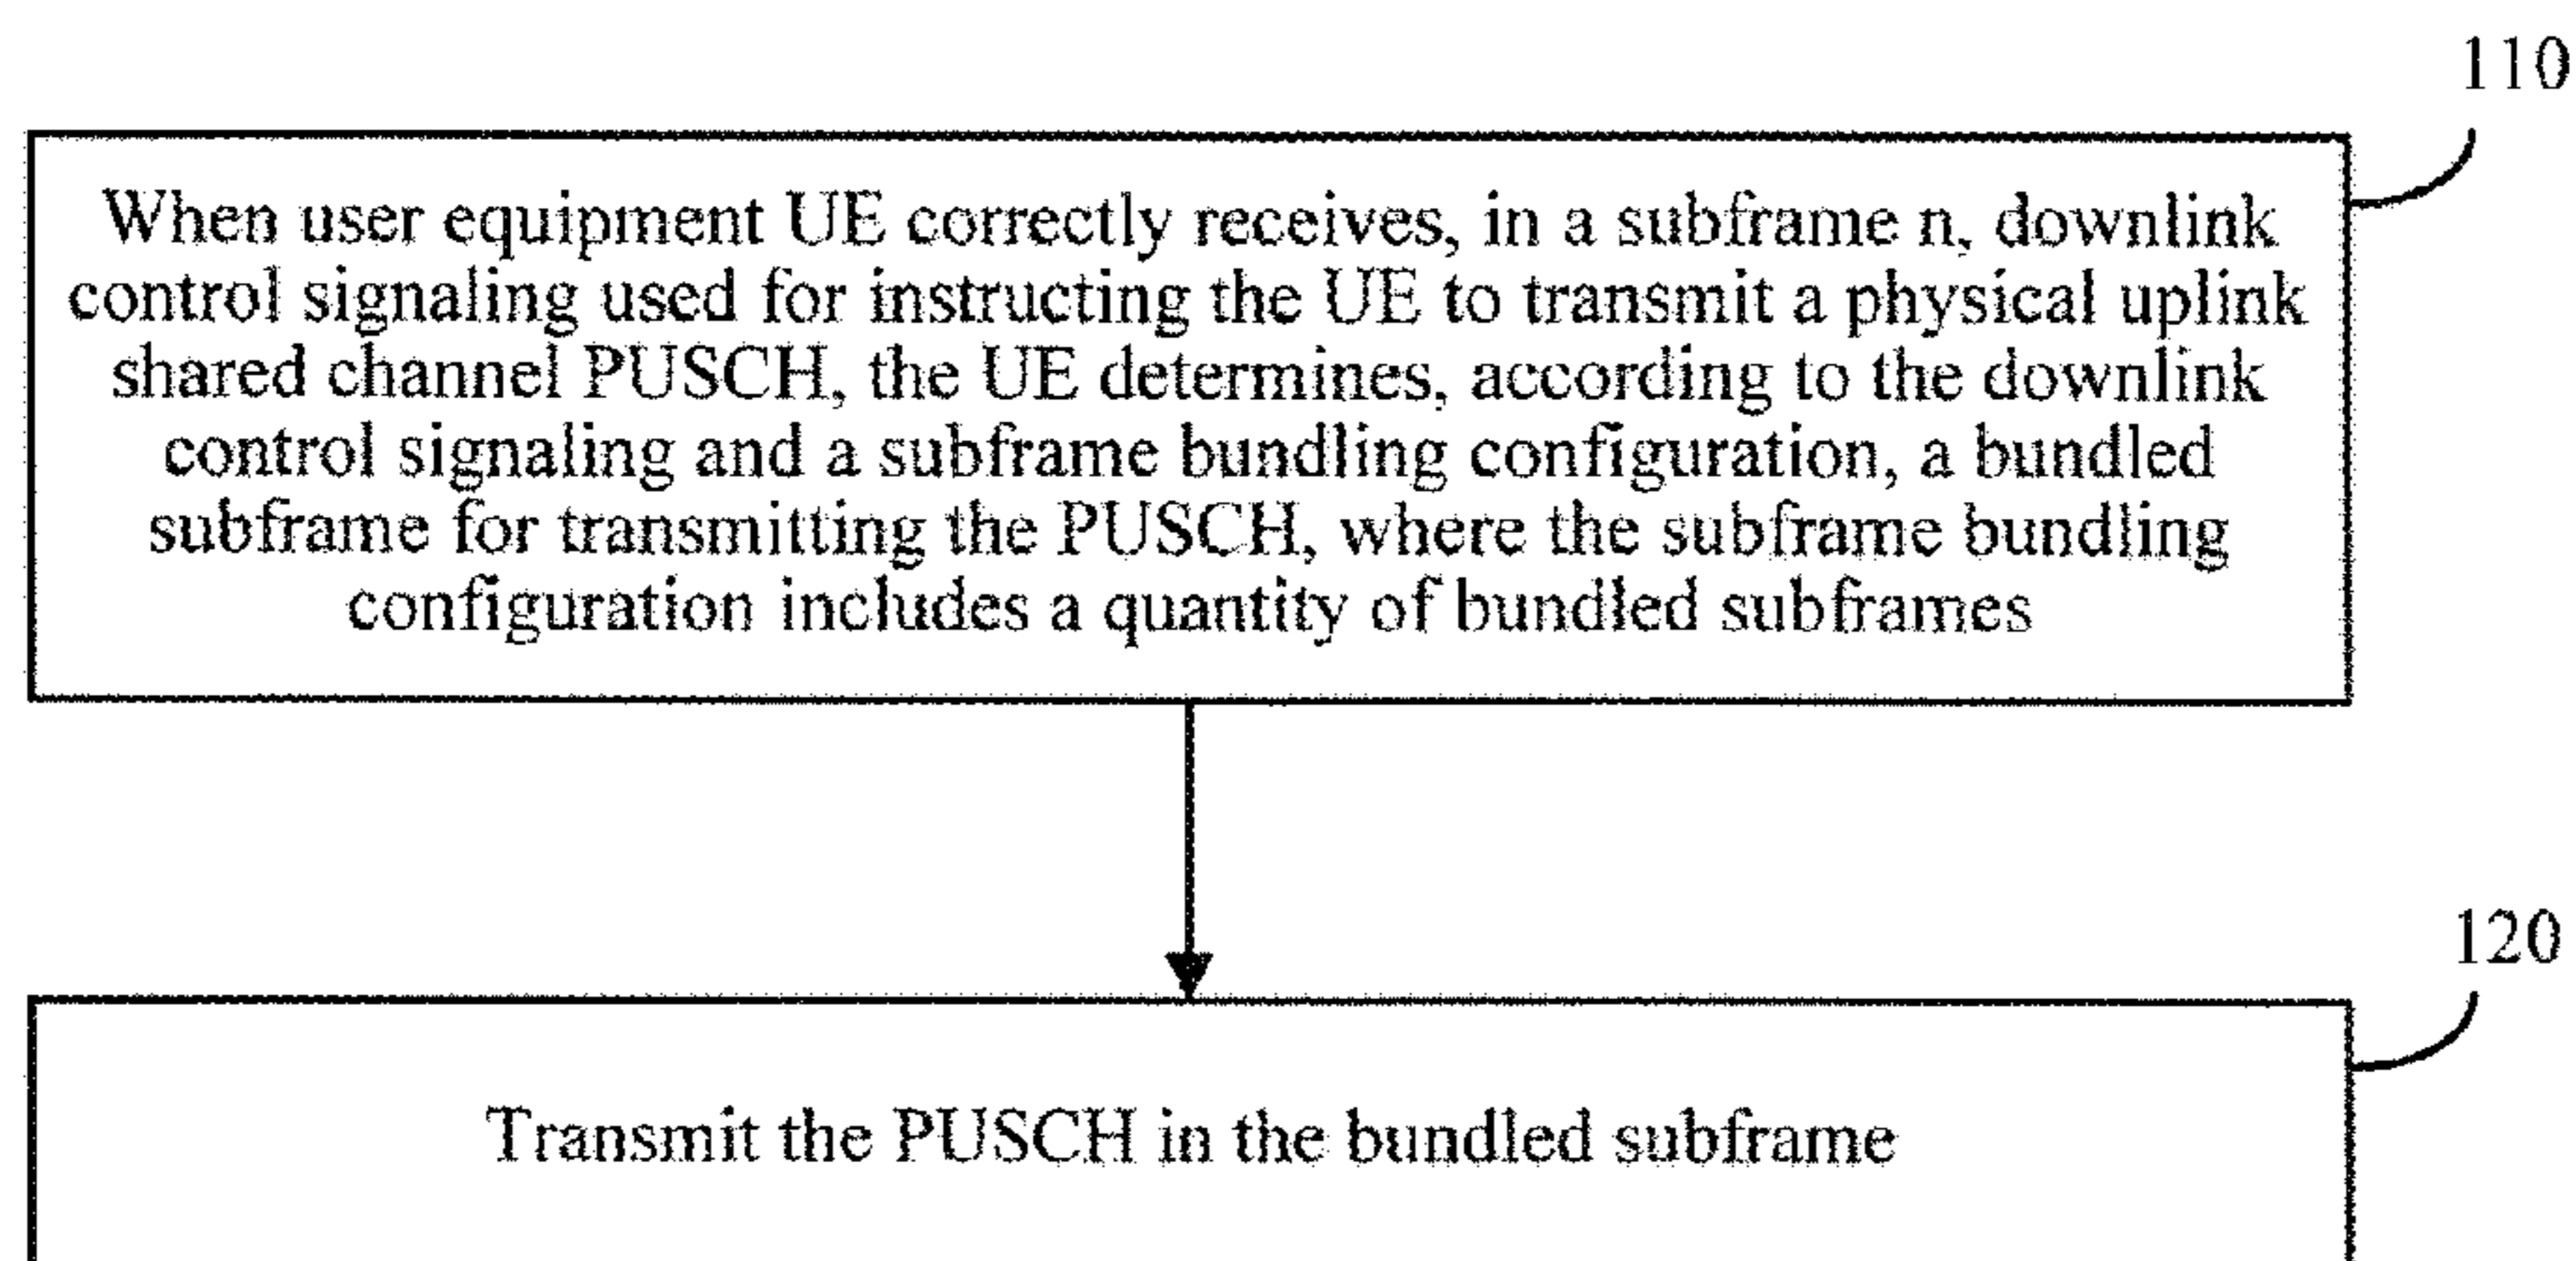 110
When user equipment UE correctly receives, in a subframe n, downlink
control signaling used for instructing the UE to transmit a physical uplink
shared channel PUSCH, the UE determines, according to the downlink
control signaling and a subframe bundling configuration, a bundled
subframe for transmitting the PUSCH, where the subframe bundling
configuration includes a quantity of bundled subframes
120
Transmit the PUSCH in the bundled subframe